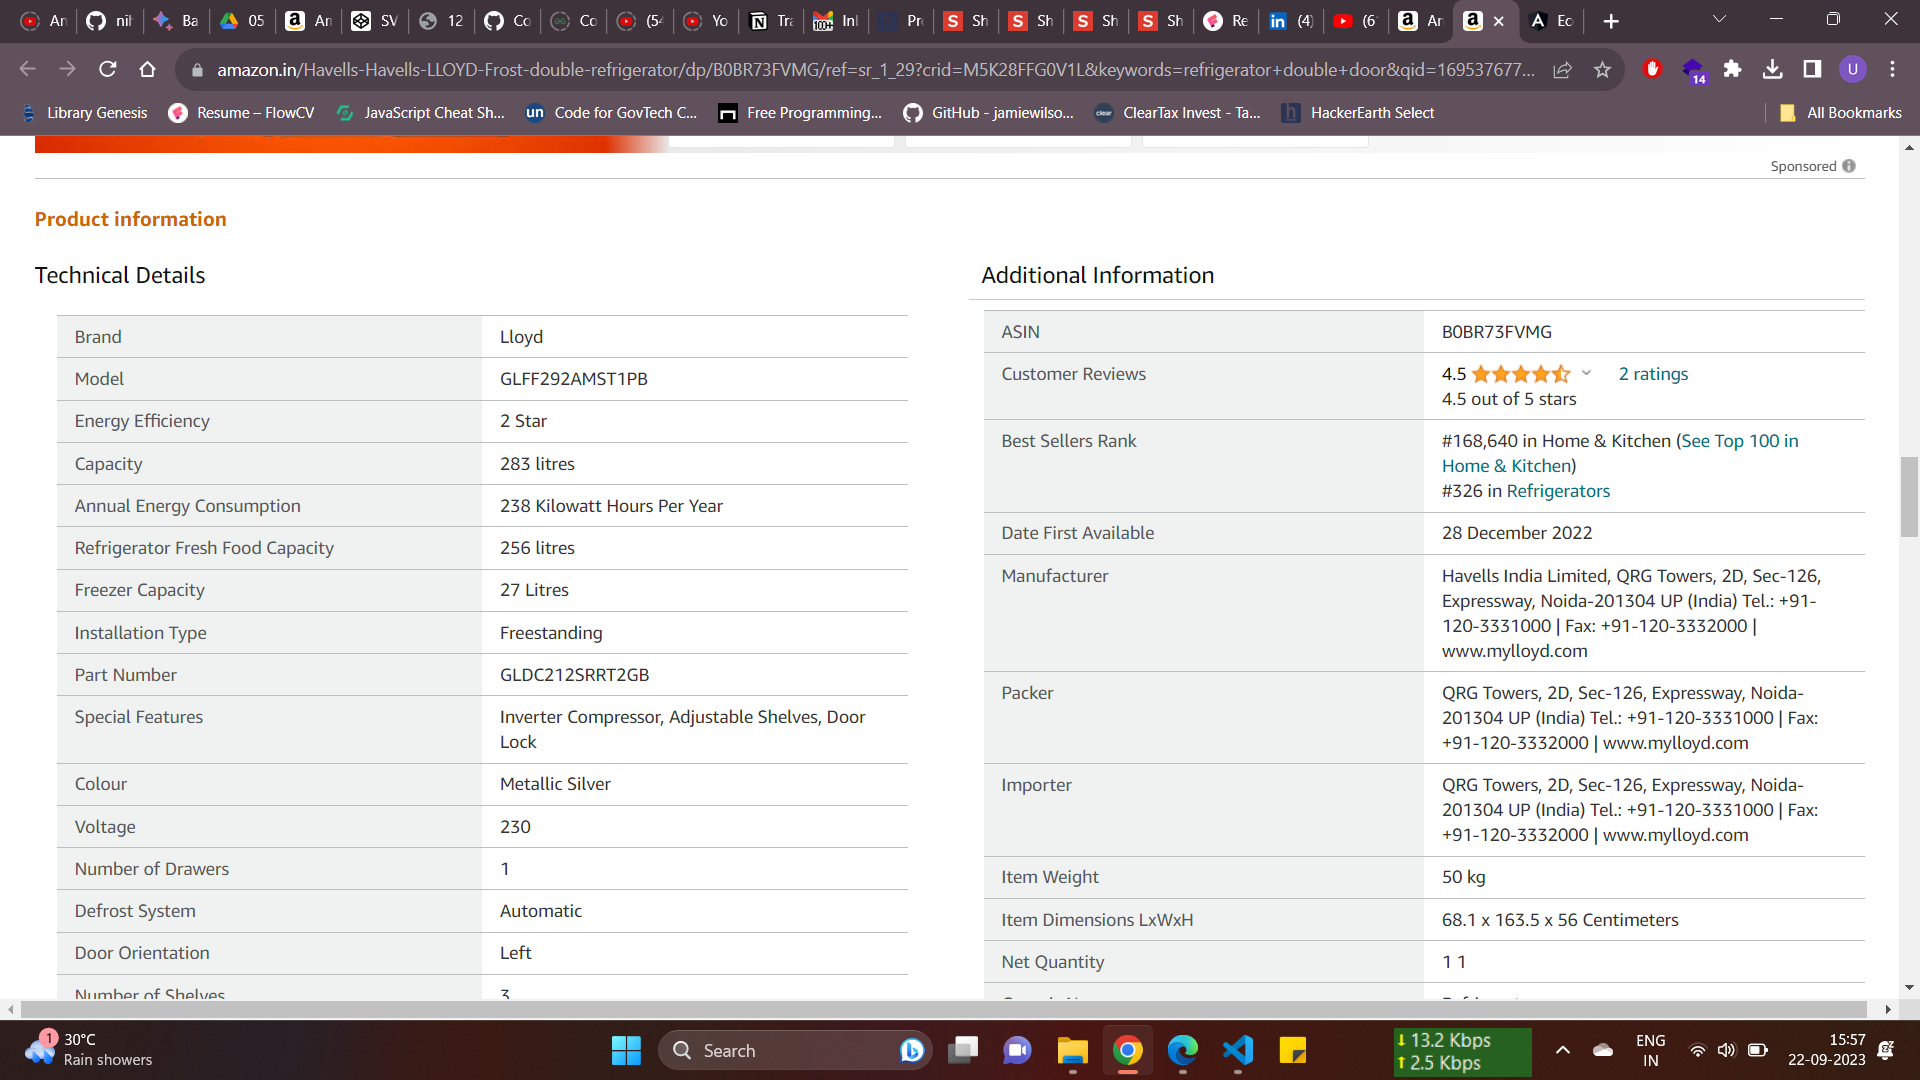 An
nih
Ba
05
An
SV
12
Co
Co
(54
Yo
Tra
Inb
Pr
Sh
Sh
Sh
Sh
Re
(4)
(6
An
Ec
amazon.in/Havells-Havells-LLOYD-Frost-double-refrigerator/dp/B0BR73FVMG/ref=sr_1_29?crid=M5K28FFG0V1L&keywords=refrigerator+double+door&qid=169537677...
14
U
Library Genesis
Resume – FlowCV
JavaScript Cheat Sh...
Code for GovTech C...
Free Programming...
GitHub - jamiewilso...
ClearTax Invest - Ta...
HackerEarth Select
All Bookmarks
Sponsored
Product information
Technical Details
Brand Lloyd
Model GLFF292AMST1PB
Energy Efficiency 2 Star
Capacity 283 litres
Annual Energy Consumption 238 Kilowatt Hours Per Year
Refrigerator Fresh Food Capacity 256 litres
Freezer Capacity 27 Litres
Installation Type Freestanding
Part Number GLDC212SRRT2GB
Special Features Inverter Compressor, Adjustable Shelves, Door
Lock
Colour Metallic Silver
Voltage 230
Number of Drawers 1
Defrost System Automatic
Door Orientation Left
Number of Shelves 3
Additional Information
ASIN B0BR73FVMG
Customer Reviews 4.5 2 ratings
4.5 out of 5 stars
Best Sellers Rank #168,640 in Home & Kitchen (See Top 100 in
Home & Kitchen)
#326 in Refrigerators
Date First Available 28 December 2022
Manufacturer Havells India Limited, QRG Towers, 2D, Sec-126,
Expressway, Noida-201304 UP (India) Tel.: +91-
120-3331000 | Fax: +91-120-3332000 |
www.mylloyd.com
Packer QRG Towers, 2D, Sec-126, Expressway, Noida-
201304 UP (India) Tel.: +91-120-3331000 | Fax:
+91-120-3332000 | www.mylloyd.com
Importer QRG Towers, 2D, Sec-126, Expressway, Noida-
201304 UP (India) Tel.: +91-120-3331000 | Fax:
+91-120-3332000 | www.mylloyd.com
Item Weight 50 kg
Item Dimensions LxWxH 68.1 x 163.5 x 56 Centimeters
Net Quantity 1 1
1
30°C
Rain showers
Search
13.2 Kbps
2.5 Kbps
ENG
IN
15:57
22-09-2023